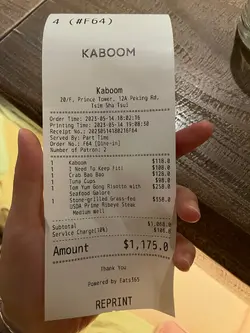 4 (#F64)
KABOOM
Kaboom
20/F, Prince Tower, 12A Peking Rd,
Tsim Sha Tsui
Order Time: 2023-05-14 18:02:16
Printing Time: 2023-05-14 19:08:30
Receipt No.: 20230514180216F64
Served By: Part Time
Order No.: F64 [Dine-in]
Number of Patron: 2
1 Kaboom $118.0
1 I Need To Keep Fit! $108.0
1 Crab Bao Bao $128.0
1 Tuna Cups $98.0
1 Tom Yum Gong Risotto with $258.0
Seafood Galore
1 Stone-grilled Grass-fed $358.0
USDA Prime Ribeye Steak
Medium well
Subtotal $1,068.0
Service Charge(10%) $106.8
Amount $1,175.0
Thank You
Powered by Eats365
REPRINT